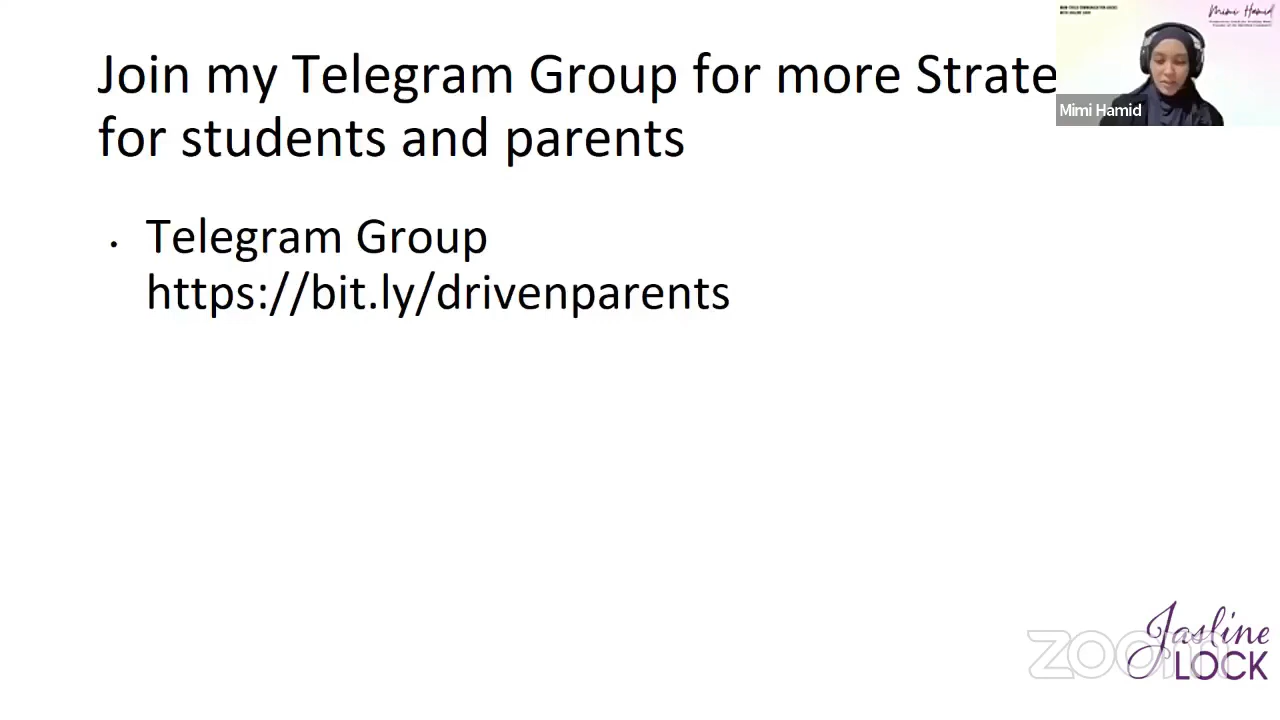 Join my Telegram Group for more Strate
for students and parents
• Telegram Group
https://bit.ly/drivenparents
Mimi Hamid
Mimi Hamid
zoom
Jasline
LOCK